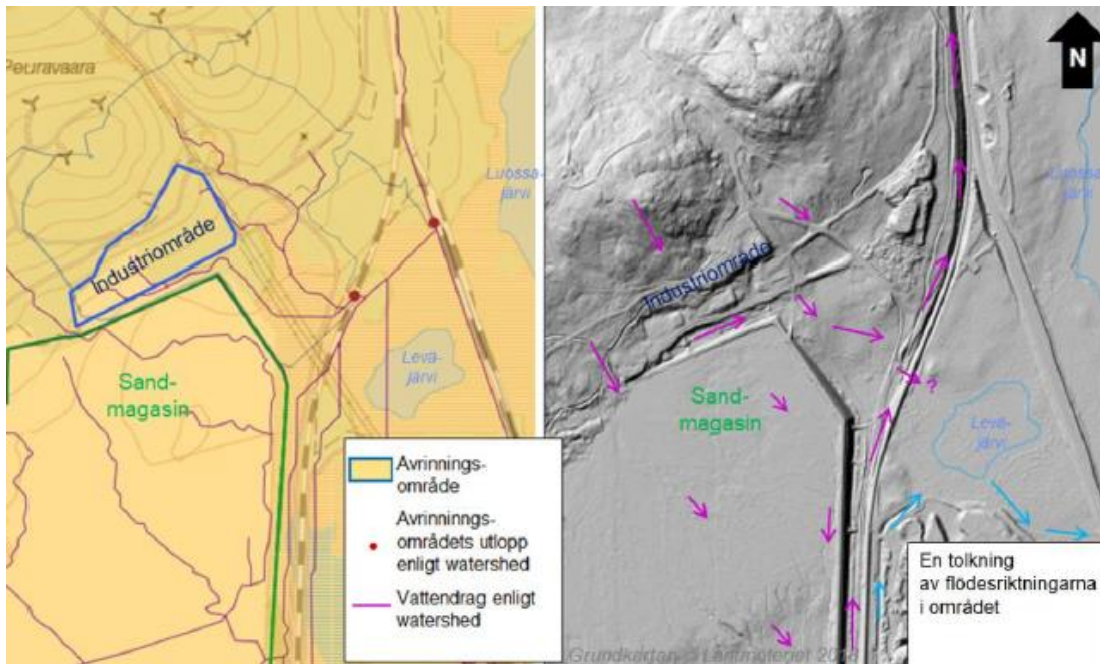 Peuravaara
Luossa-
järvi
Industriområde
Levä-
järvi
Sand-
magasin
Avrinnings-
område
Avrinninngs-
områdets utlopp
enligt watershed
Vattendrag enligt
watershed
N
Luossa-
järvi
Industriområde
Sand-
magasin
?
Levä-
järvi
En tolkning
av flödesriktningarna
i området
Grundkartan © Lantmäteriet